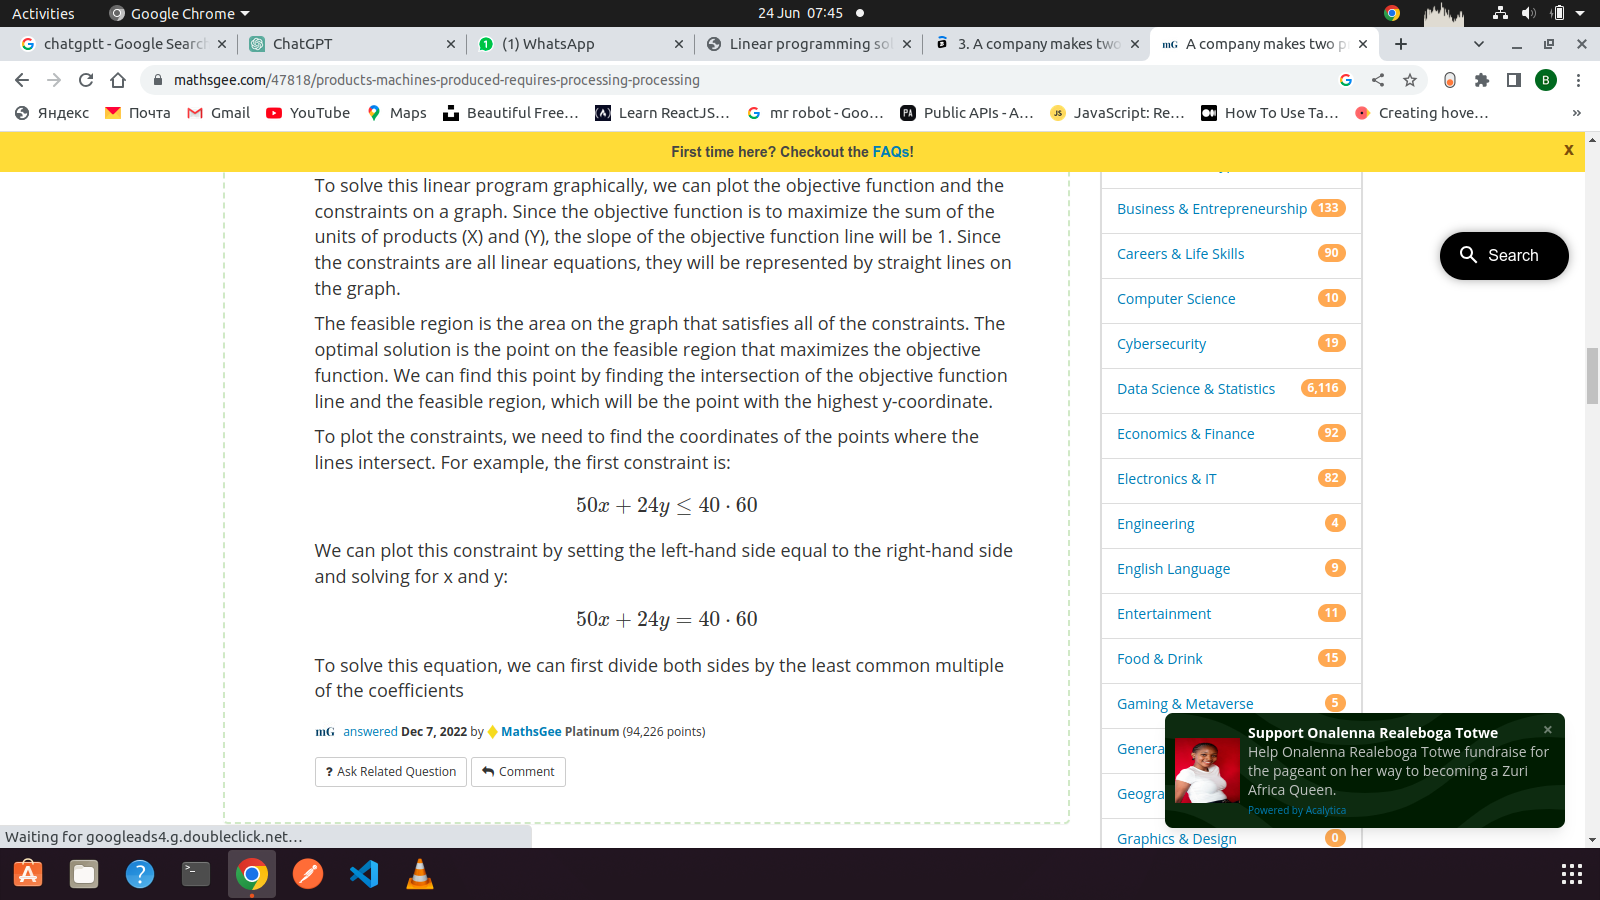 Activities
Google Chrome
24 Jun 07:45
chatgptt - Google Search
ChatGPT
(1) WhatsApp
Linear programming sol
3. A company makes two
mG A company makes two p
mathsgee.com/47818/products-machines-produced-requires-processing-processing
B
Яндекс
Почта
Gmail
YouTube
Maps
Beautiful Free...
Learn ReactJS...
mr robot - Goo...
PA Public APIs - A...
JS JavaScript: Re...
How To Use Ta...
Creating hove...
»
First time here? Checkout the FAQs!
x
To solve this linear program graphically, we can plot the objective function and the
constraints on a graph. Since the objective function is to maximize the sum of the
units of products (X) and (Y), the slope of the objective function line will be 1. Since
the constraints are all linear equations, they will be represented by straight lines on
the graph.
The feasible region is the area on the graph that satisfies all of the constraints. The
optimal solution is the point on the feasible region that maximizes the objective
function. We can find this point by finding the intersection of the objective function
line and the feasible region, which will be the point with the highest y-coordinate.
To plot the constraints, we need to find the coordinates of the points where the
lines intersect. For example, the first constraint is:
50x + 24y ≤ 40 · 60
We can plot this constraint by setting the left-hand side equal to the right-hand side
and solving for x and y:
50x + 24y = 40 · 60
To solve this equation, we can first divide both sides by the least common multiple
of the coefficients
mG answered Dec 7, 2022 by MathsGee Platinum (94,226 points)
? Ask Related Question
Comment
Business & Entrepreneurship 133
Careers & Life Skills 90
Computer Science 10
Cybersecurity 19
Data Science & Statistics 6,116
Economics & Finance 92
Electronics & IT 82
Engineering 4
English Language 9
Entertainment 11
Food & Drink 15
Gaming & Metaverse 5
Genera
Geogra
Graphics & Design 0
Search
Support Onalenna Realeboga Totwe
Help Onalenna Realeboga Totwe fundraise for
the pageant on her way to becoming a Zuri
Africa Queen.
Powered by Acalytica
Waiting for googleads4.g.doubleclick.net...